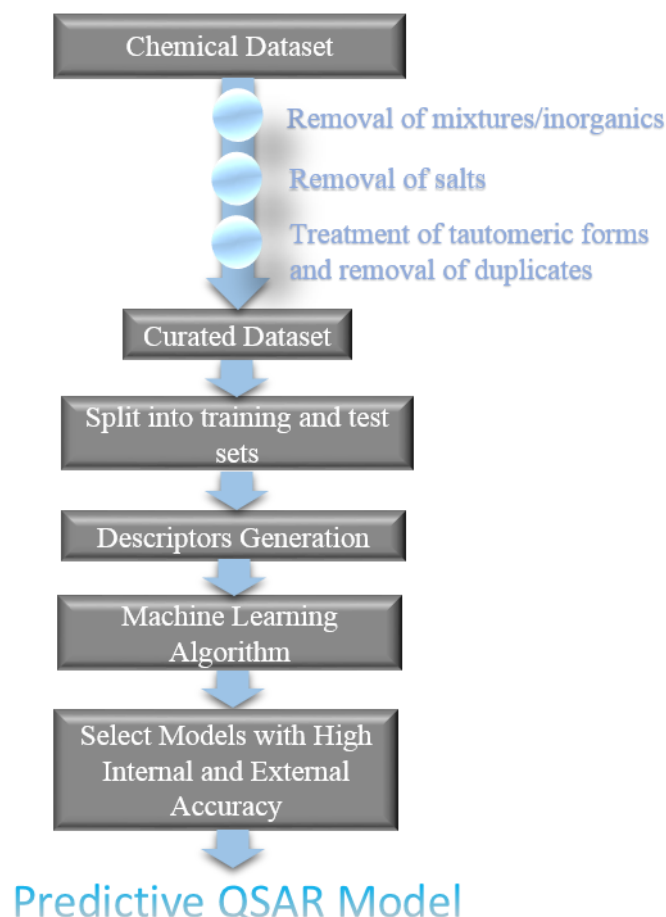 Chemical Dataset
Removal of mixtures/inorganics
Removal of salts
Treatment of tautomeric forms
and removal of duplicates
Curated Dataset
Split into training and test
sets
Descriptors Generation
Machine Learning
Algorithm
Select Models with High
Internal and External
Accuracy
Predictive QSAR Model